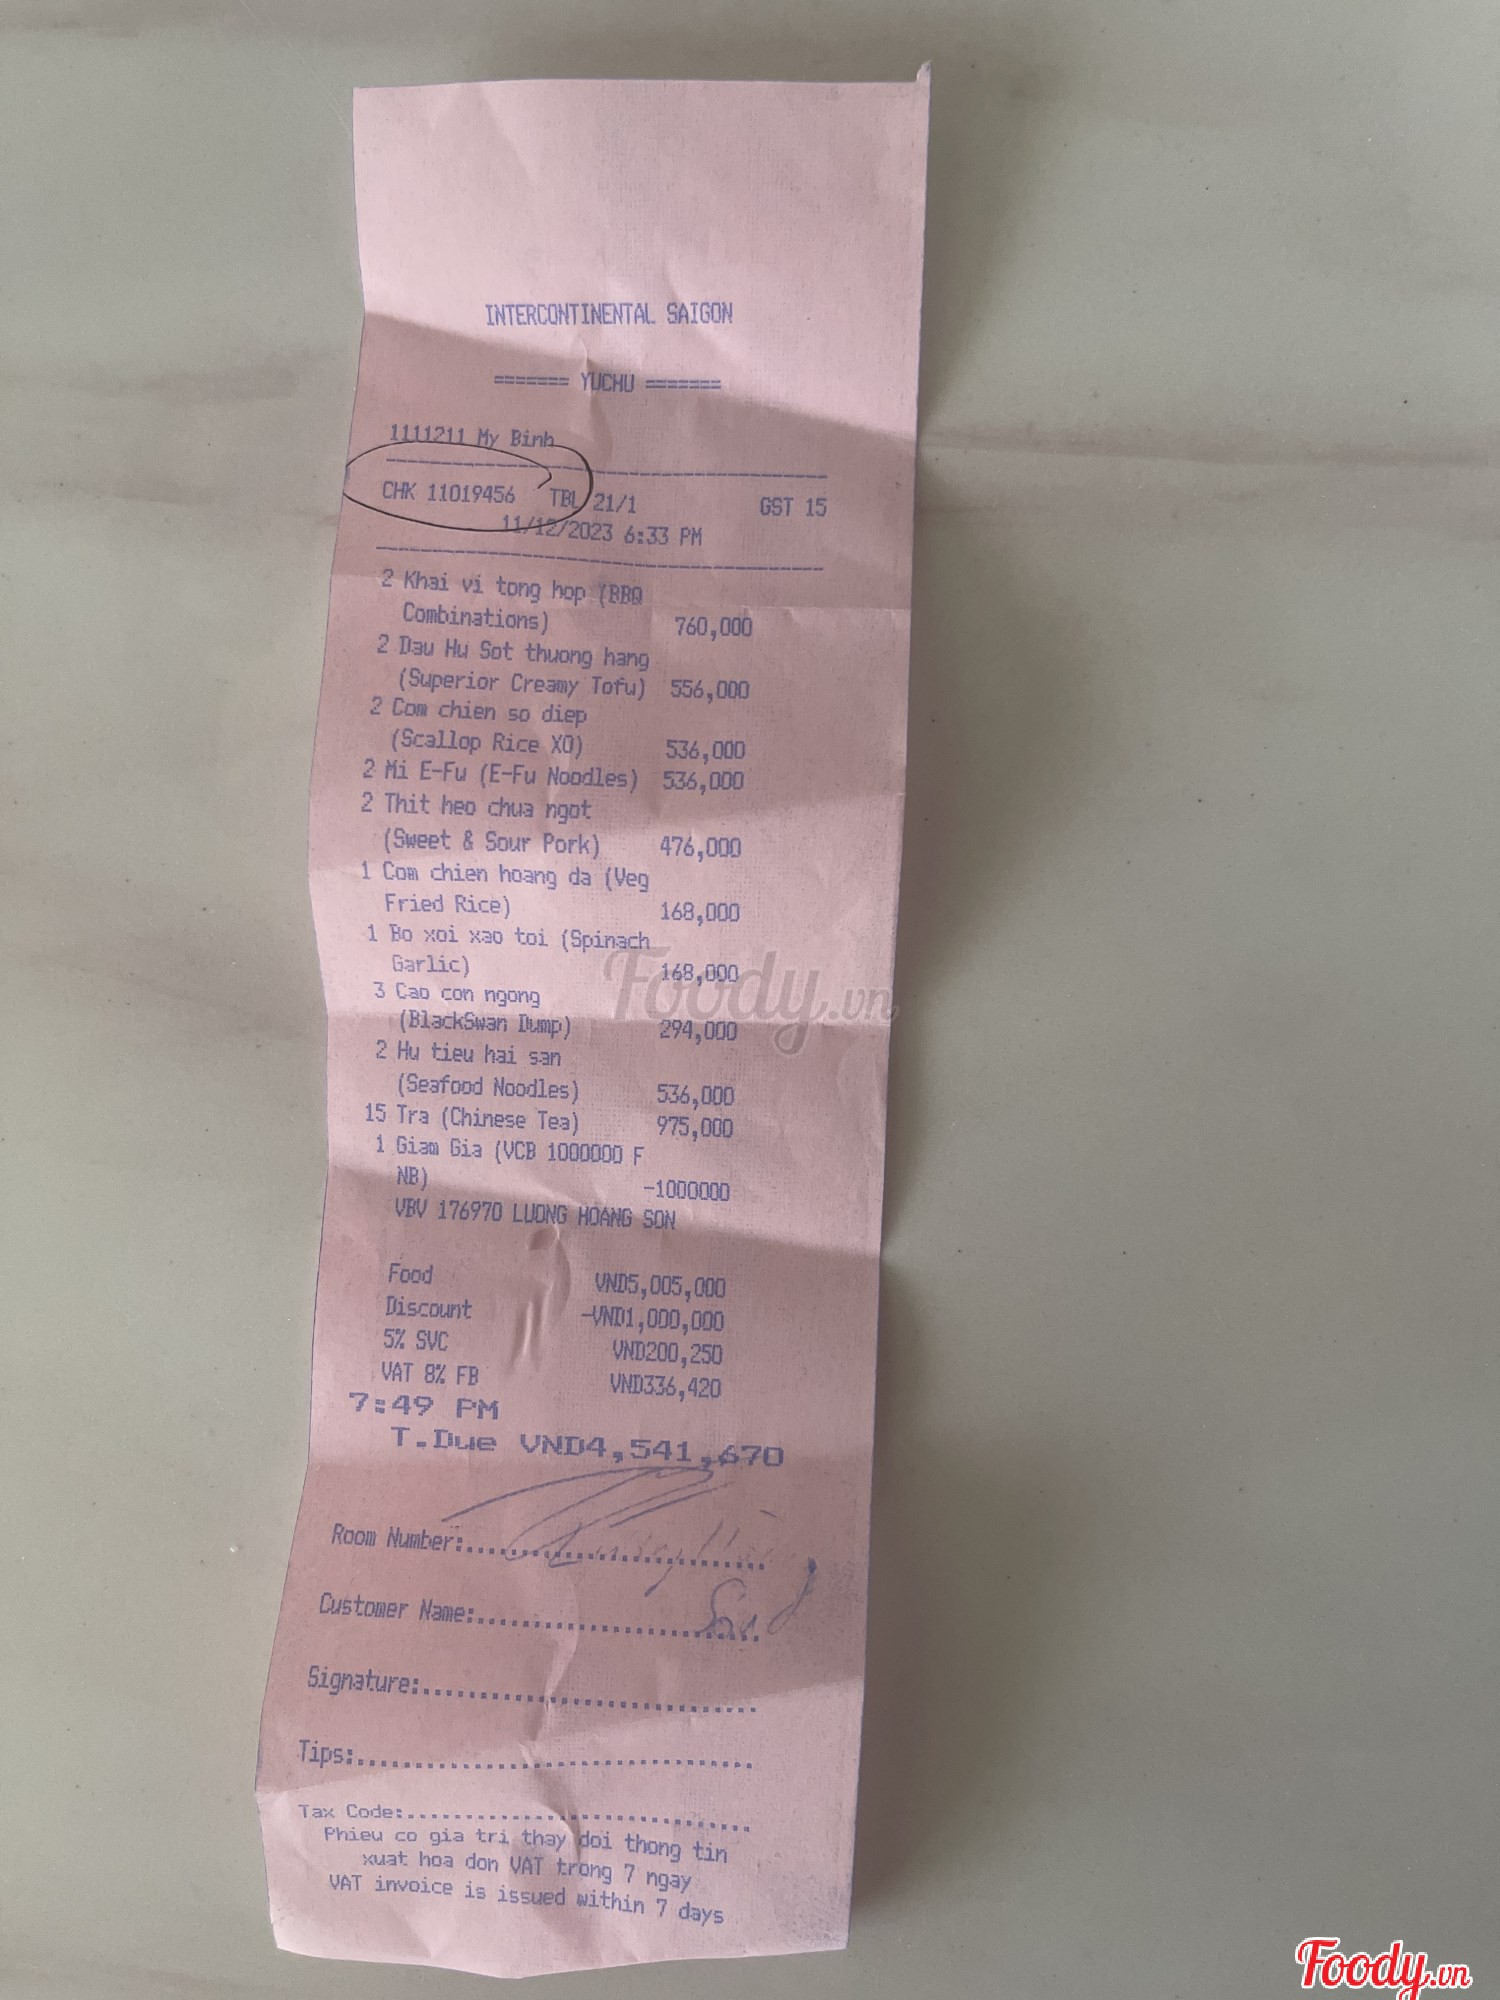 INTERCONTINENTAL SAIGON
======= YUCHU =======
1111211 My Binh
CHK 11019456 TBL 21/1 GST 15
11/12/2023 6:33 PM
2 Khai vi tong hop (BBQ
Combinations) 760,000
2 Dau Hu Sot thuong hang
(Superior Creamy Tofu) 556,000
2 Com chien so diep
(Scallop Rice XO) 536,000
2 Mi E-Fu (E-Fu Noodles) 536,000
2 Thit heo chua ngot
(Sweet & Sour Pork) 476,000
1 Com chien hoang da (Veg
Fried Rice) 168,000
1 Bo xoi xao toi (Spinach
Garlic) 168,000
3 Cao con ngong
(BlackSwan Dump) 294,000
2 Hu tieu hai san
(Seafood Noodles) 536,000
15 Tra (Chinese Tea) 975,000
1 Giam Gia (VCB 1000000 F
NB) -1000000
VBV 176970 LUONG HOANG SON
Food VND5,005,000
Discount -VND1,000,000
5% SVC VND200,250
VAT 8% FB VND336,420
7:49 PM
T.Due VND4,541,670
Room Number:
Customer Name:
Signature:
Tips:
Tax Code:
Phieu co gia tri thay doi thong tin
xuat hoa don VAT trong 7 ngay
VAT invoice is issued within 7 days
Foody.vn
Foody.vn